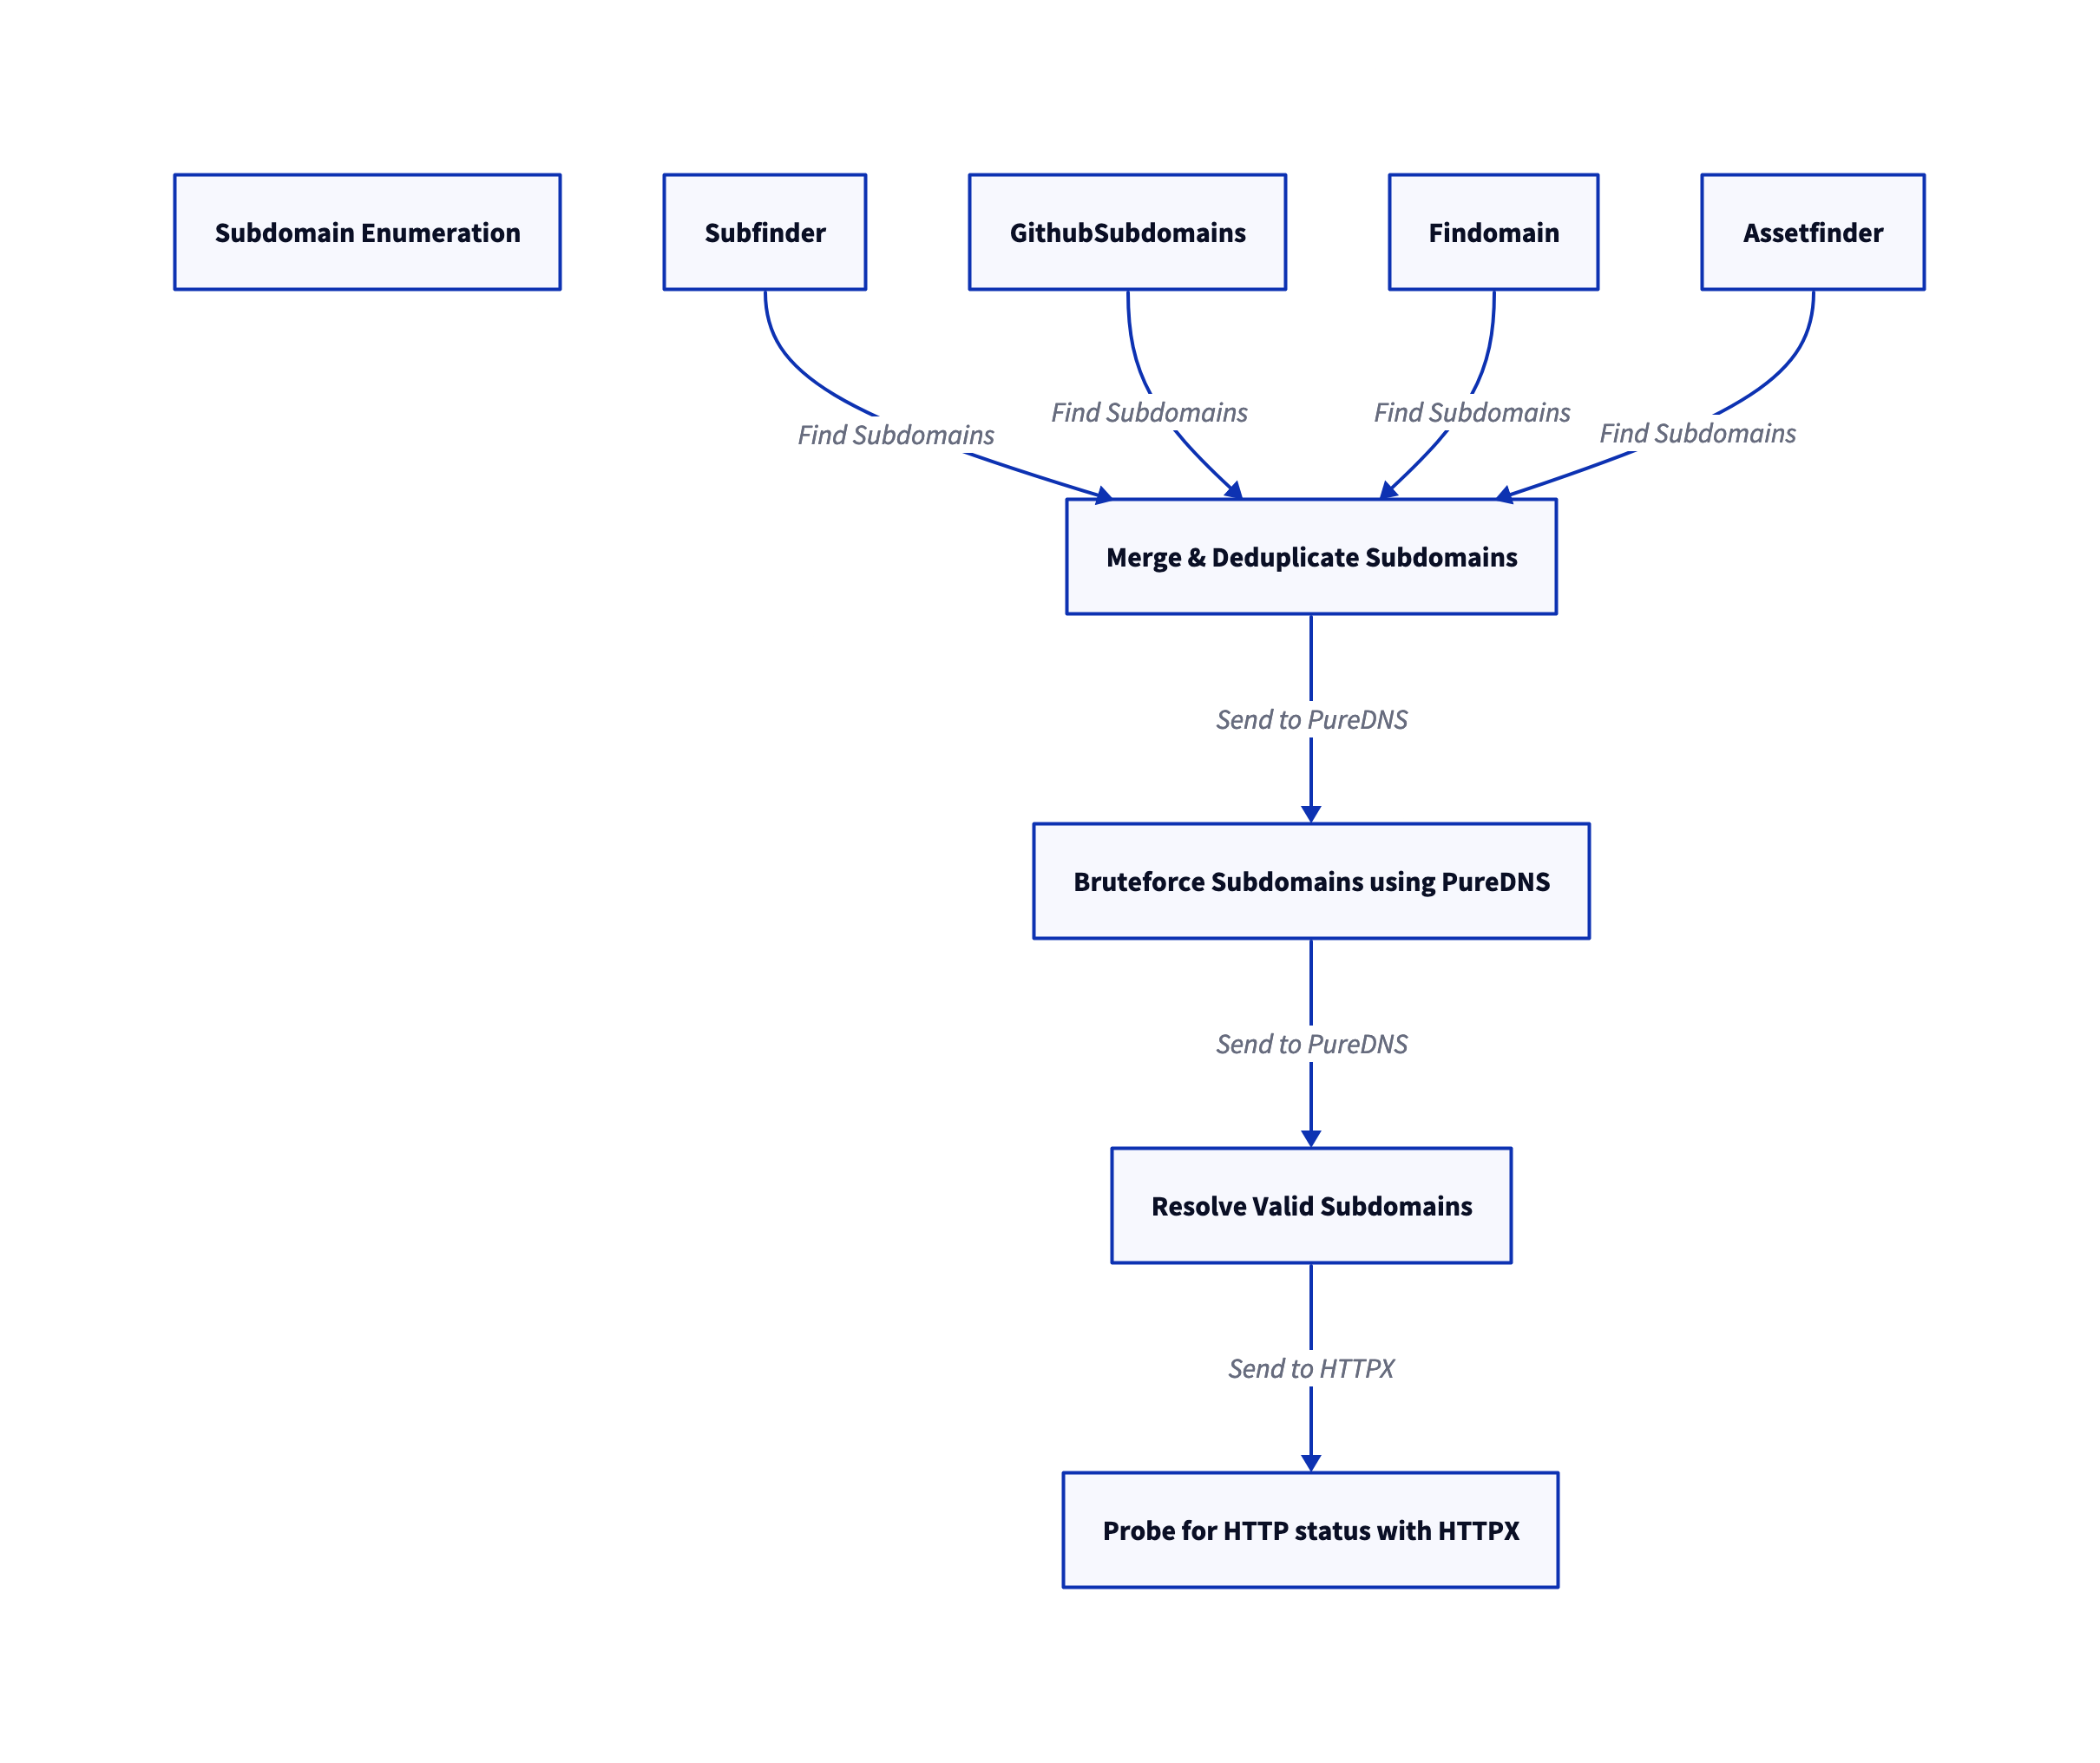 Subdomain Enumeration
Subfinder
GithubSubdomains
Findomain
Assetfinder
Find Subdomains
Find Subdomains
Find Subdomains
Find Subdomains
Merge & Deduplicate Subdomains
Send to PureDNS
Bruteforce Subdomains using PureDNS
Send to PureDNS
Resolve Valid Subdomains
Send to HTTPX
Probe for HTTP status with HTTPX